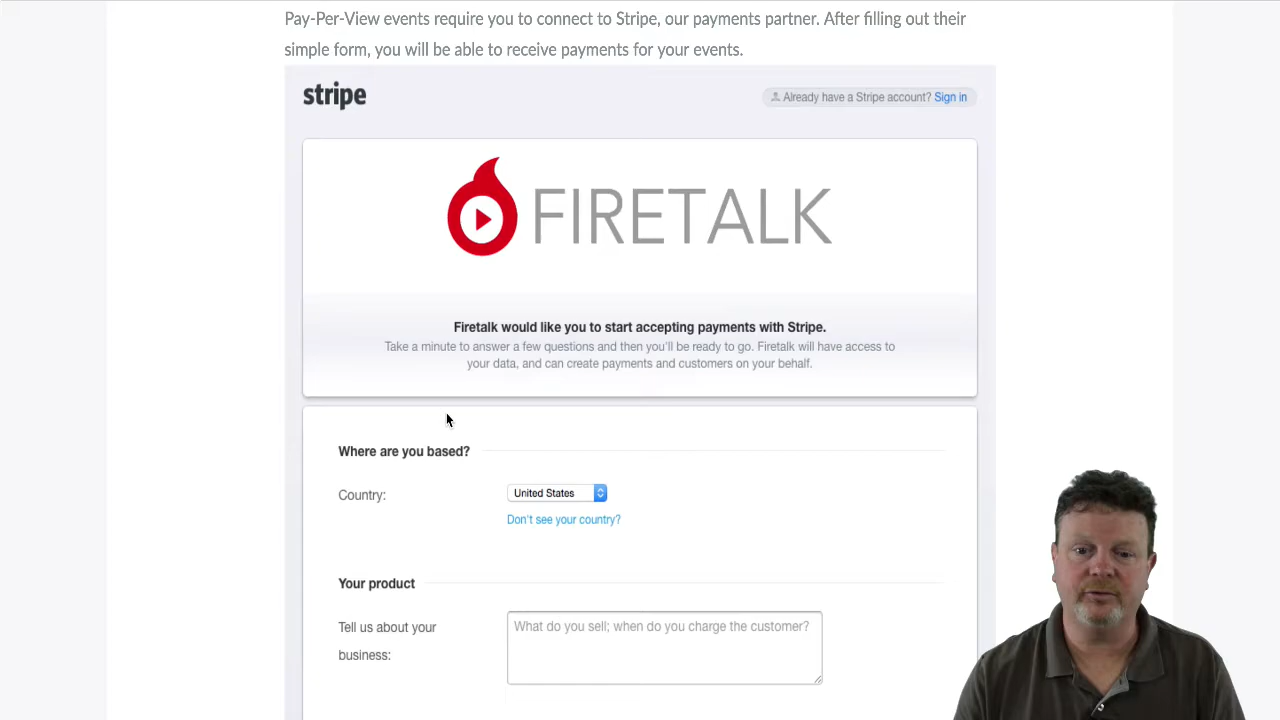 Pay-Per-View events require you to connect to Stripe, our payments partner. After filling out their
simple form, you will be able to receive payments for your events.
stripe
Already have a Stripe account? Sign in
FIRETALK
Firetalk would like you to start accepting payments with Stripe.
Take a minute to answer a few questions and then you'll be ready to go. Firetalk will have access to
your data, and can create payments and customers on your behalf.
Where are you based?
Country:
United States
Don't see your country?
Your product
Tell us about your
business:
What do you sell; when do you charge the customer?